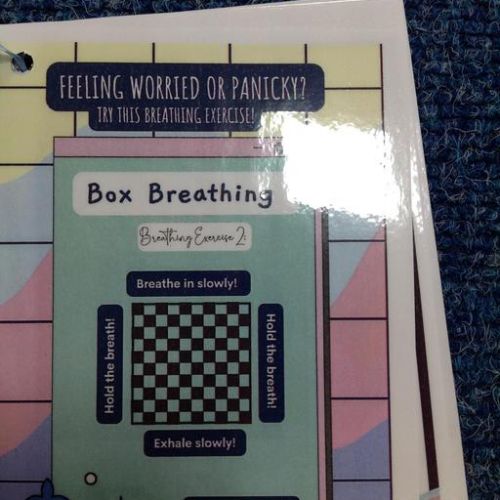 FEELING WORRIED OR PANICKY?
TRY THIS BREATHING EXERCISE!
Box Breathing
Breathing Exercise 2:
Breathe in slowly!
Hold the breath!
Hold the breath!
Exhale slowly!